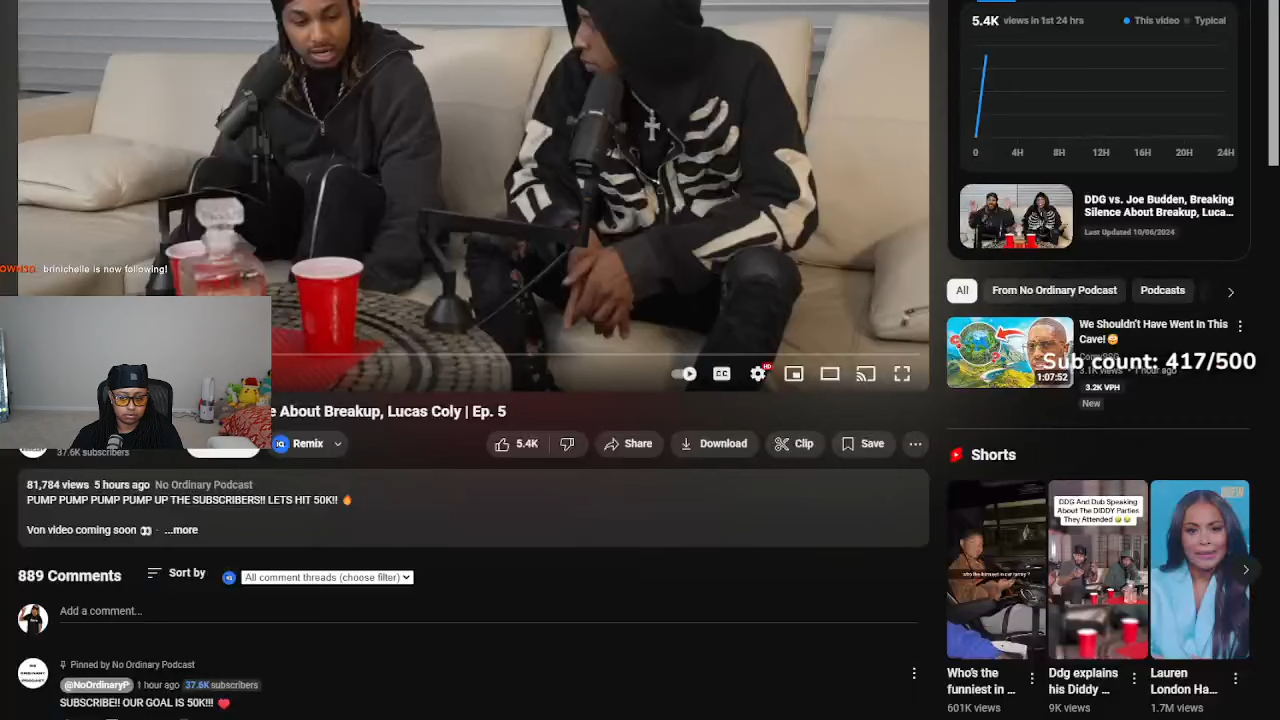 5.4K views in 1st 24 hrs
This video
Typical
0 4H 8H 12H 16H 20H 24H
DDG vs. Joe Budden, Breaking
Silence About Breakup, Luca...
Last Updated 10/06/2024
brinichelle is now following!
All
From No Ordinary Podcast
Podcasts
We Shouldn't Have Went In This
Cave!
Sub count: 417/500
1:07:52
3.2K VPH
New
e About Breakup, Lucas Coly | Ep. 5
37.6K subscribers
Remix
5.4K
Share
Download
Clip
Save
81,784 views 5 hours ago No Ordinary Podcast
PUMP PUMP PUMP PUMP UP THE SUBSCRIBERS!! LETS HIT 50K!! 🔥
Von video coming soon 👀 - ...more
889 Comments
Sort by
All comment threads (choose filter)
Add a comment...
Pinned by No Ordinary Podcast
@NoOrdinaryP 1 hour ago 37.6K subscribers
SUBSCRIBE!! OUR GOAL IS 50K!!! ❤️
Shorts
DDG And Dub Speaking
About The DIDDY Parties
They Attended
Who's the
funniest in ...
601K views
Ddg explains
his Diddy ...
9K views
Lauren
London Ha...
1.7M views